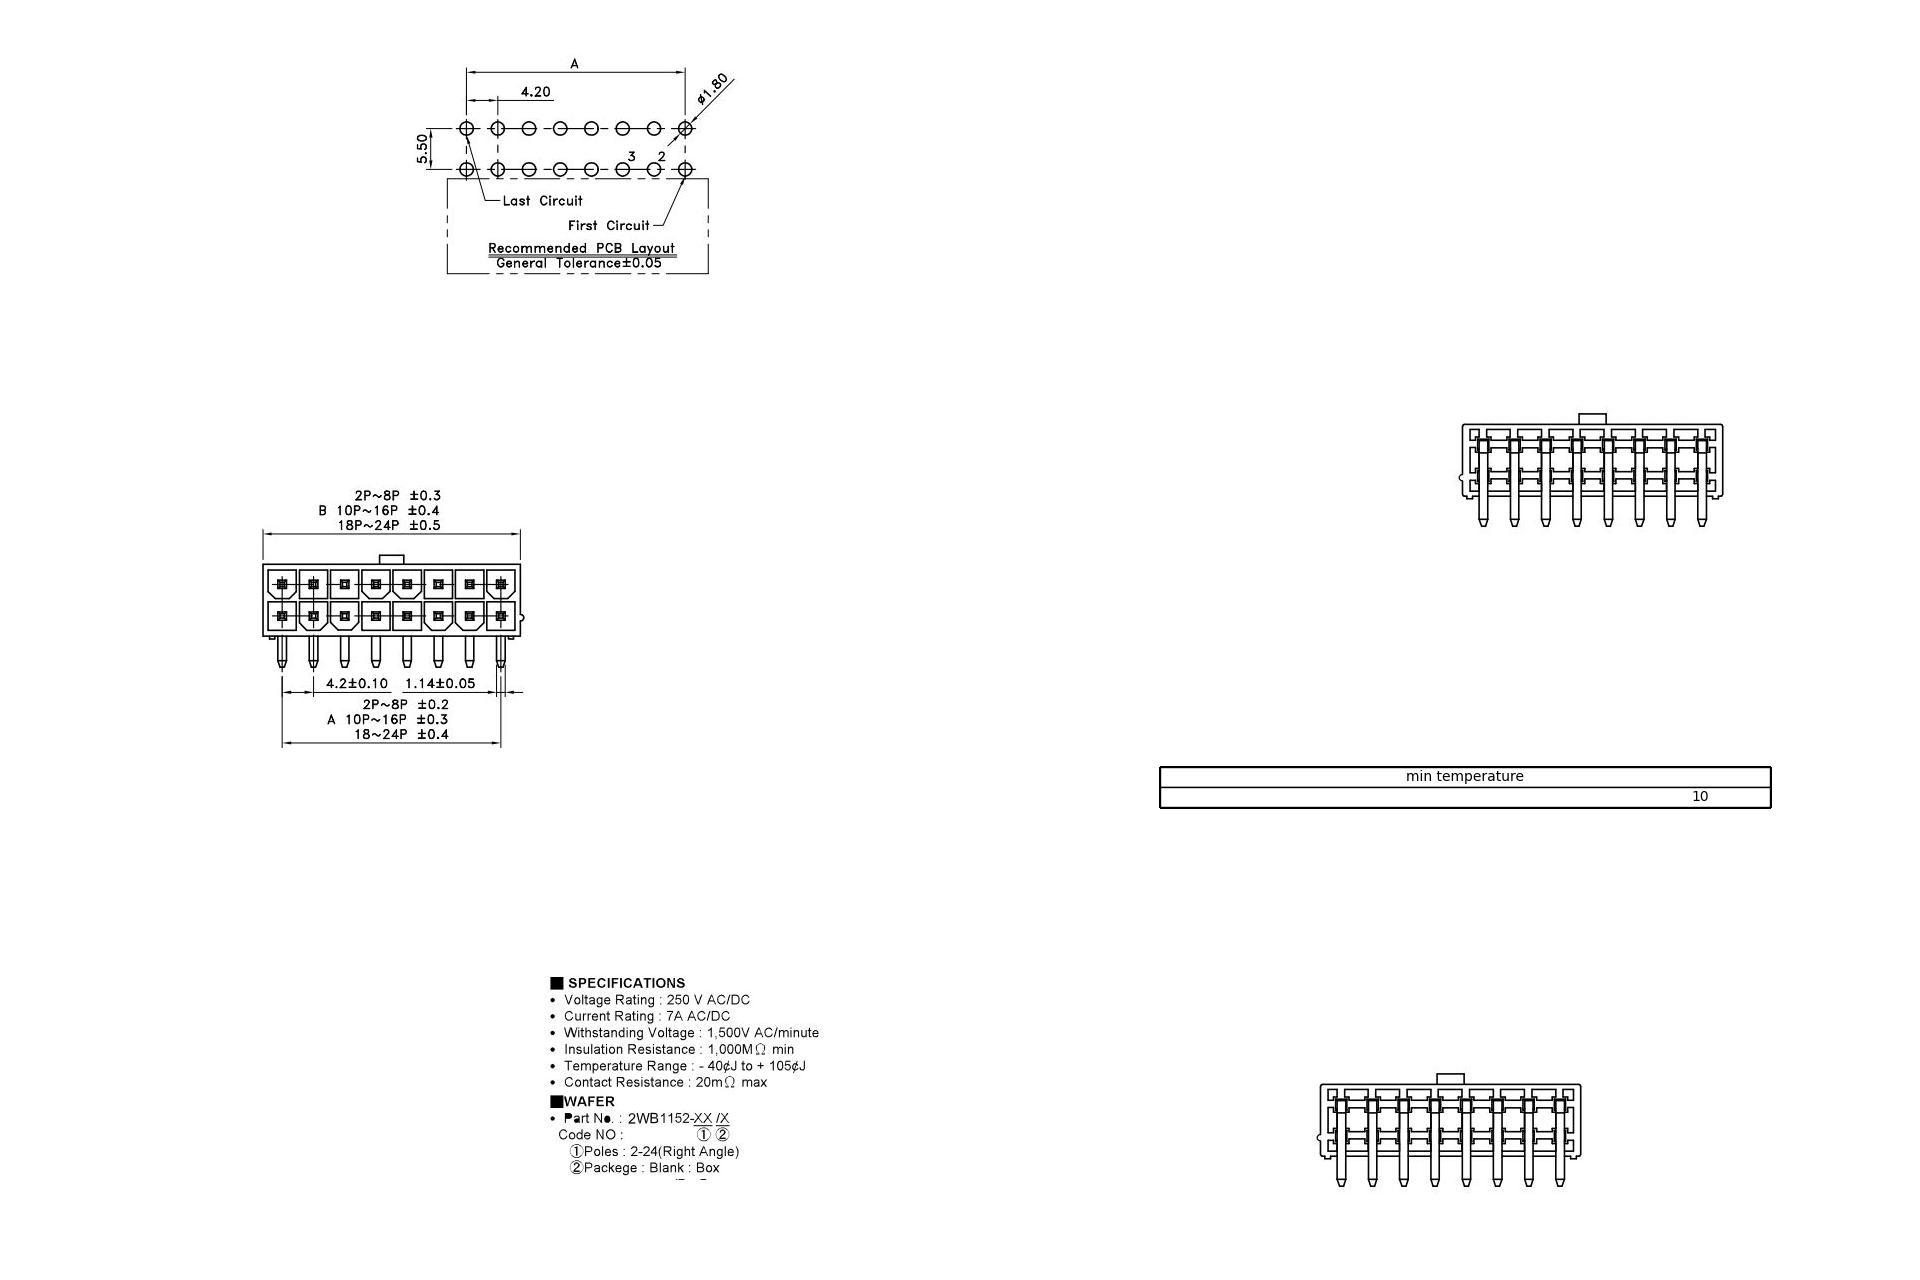 A
4.20
ø1.80
5.50
3 2
Last Circuit
First Circuit
Recommended PCB Layout
General Tolerance±0.05
2P~8P ±0.3
B 10P~16P ±0.4
18P~24P ±0.5
4.2±0.10 1.14±0.05
2P~8P ±0.2
A 10P~16P ±0.3
18~24P ±0.4
min temperature
10
■ SPECIFICATIONS
• Voltage Rating : 250 V AC/DC
• Current Rating : 7A AC/DC
• Withstanding Voltage : 1,500V AC/minute
• Insulation Resistance : 1,000MΩ min
• Temperature Range : - 40¢J to + 105¢J
• Contact Resistance : 20mΩ max
■WAFER
• Part No. : 2WB1152-XX /X
Code NO : ① ②
①Poles : 2-24(Right Angle)
②Packege : Blank : Box